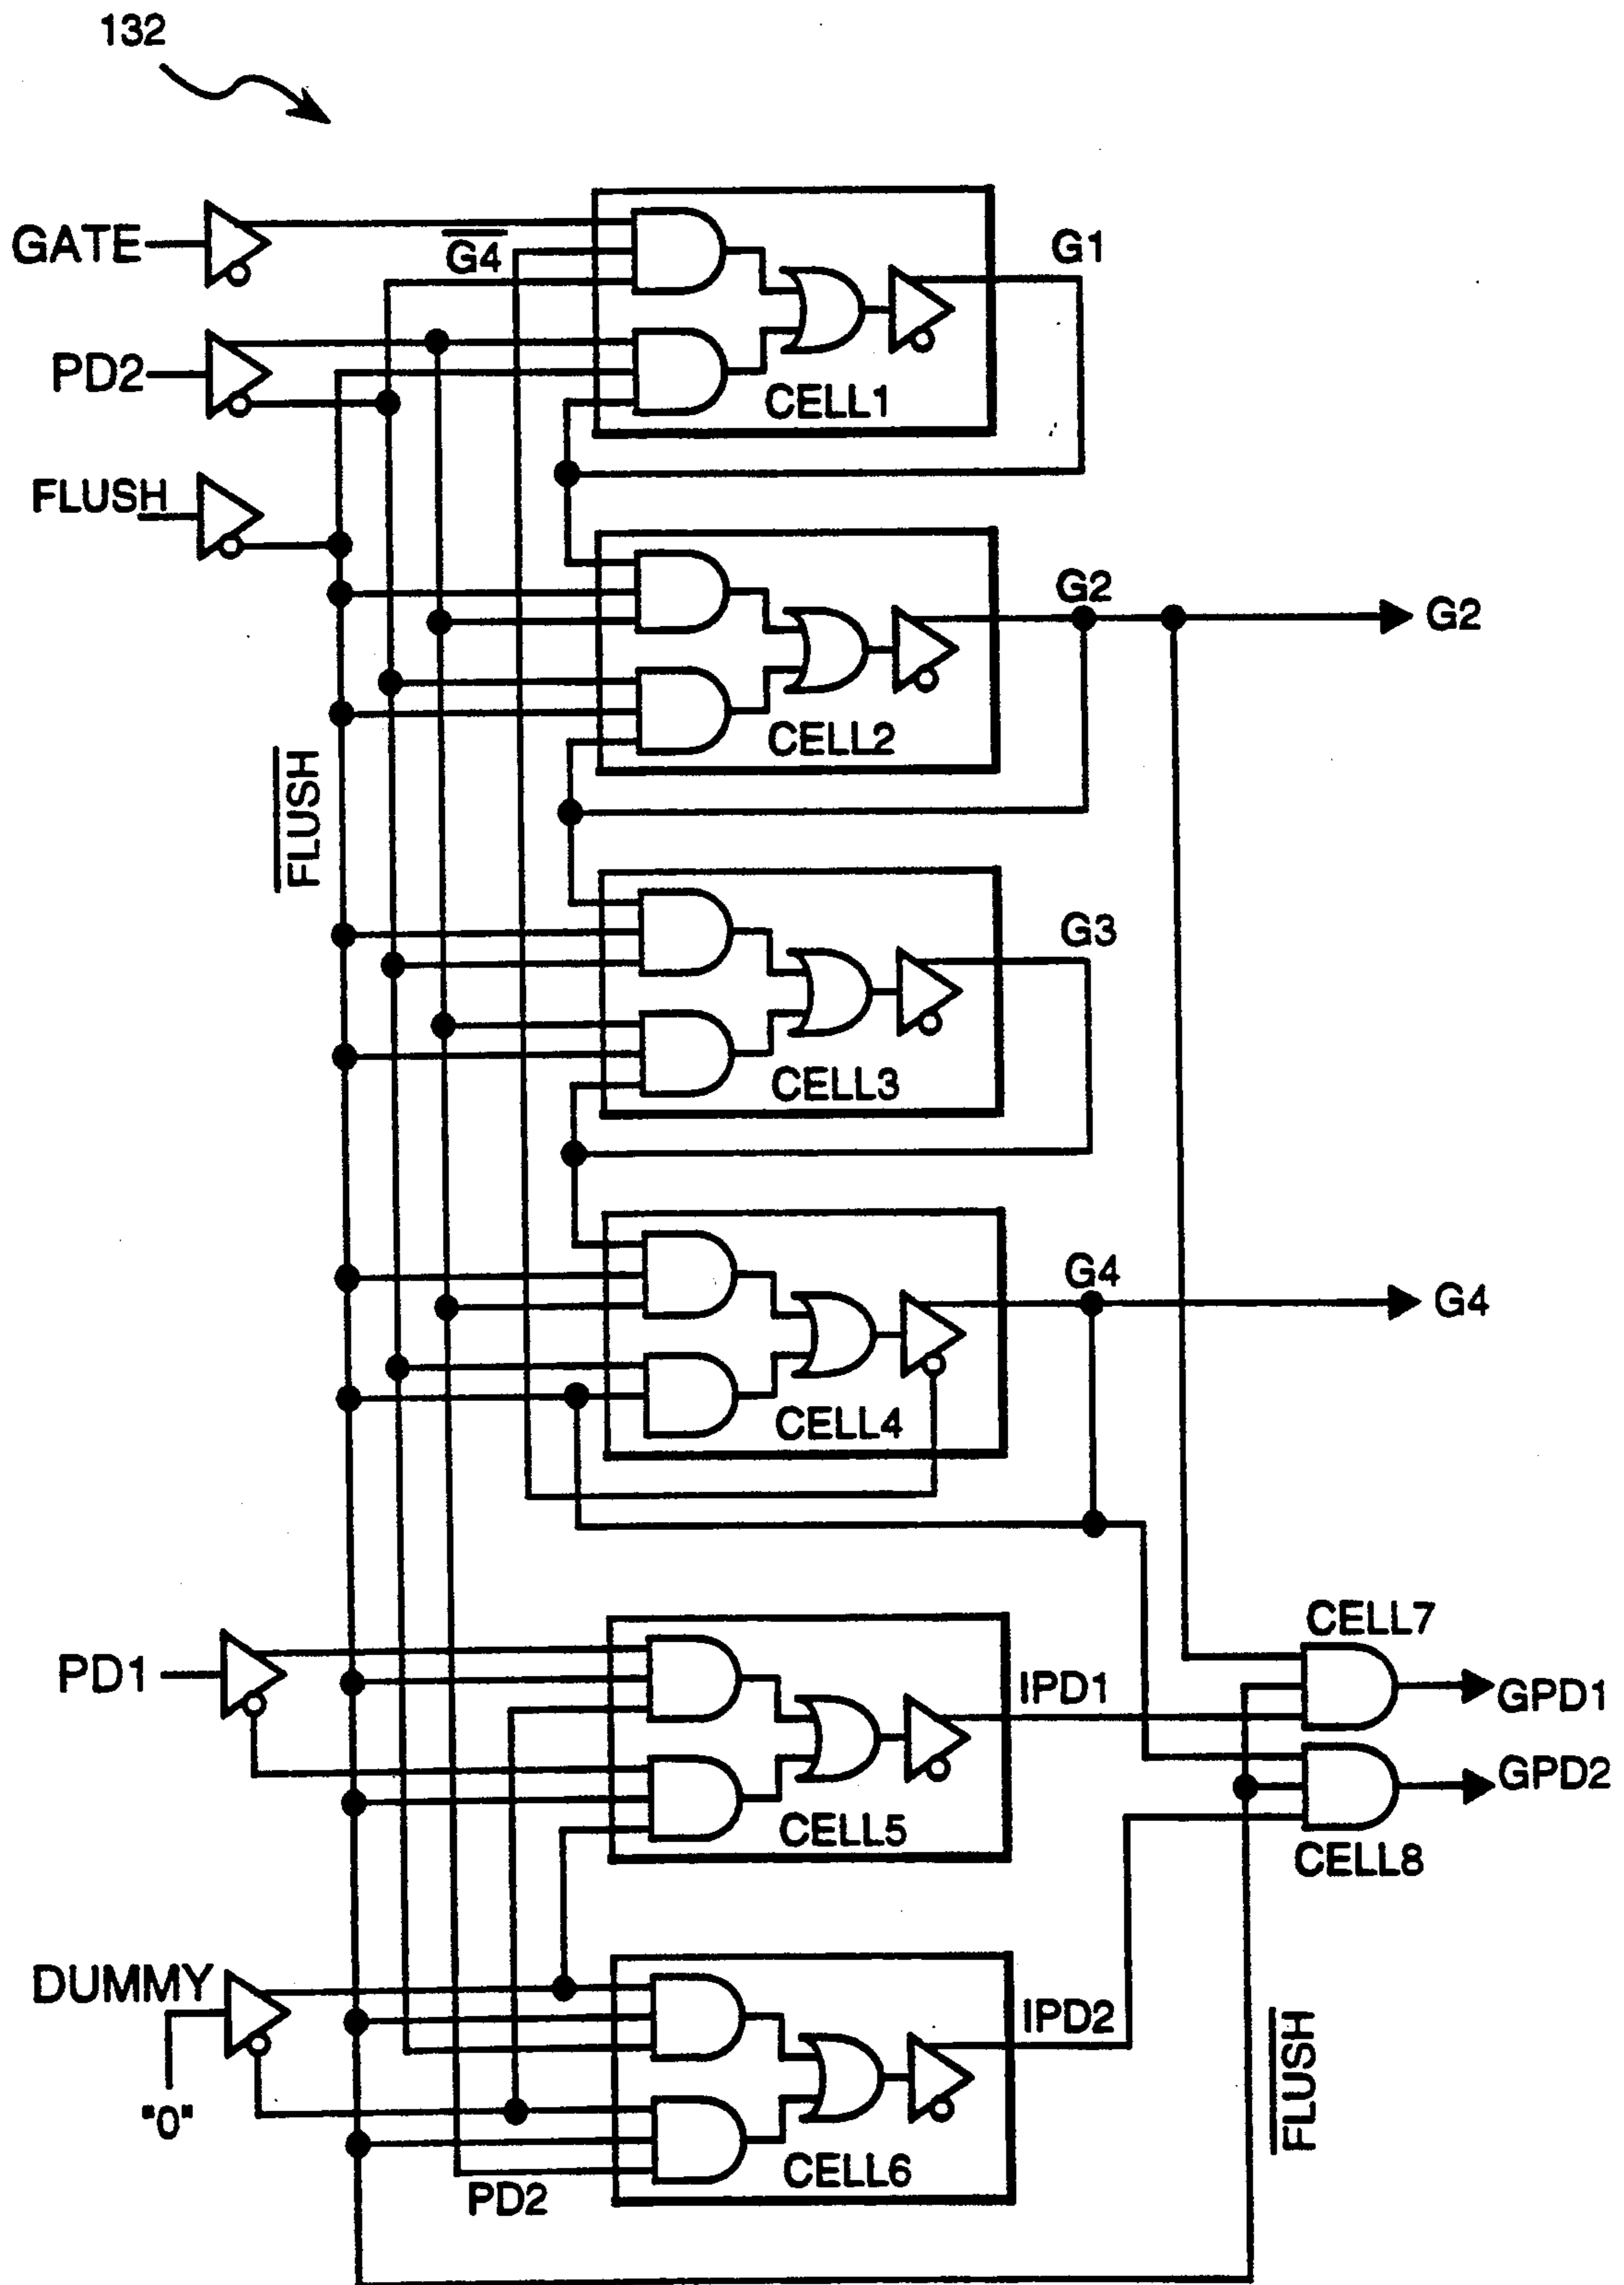 132
GATE
G4
G1
PD2
CELL1
FLUSH
G2
G2
CELL2
FLUSH
G3
CELL3
G4
G4
CELL4
CELL7
PD1
IPD1
GPD1
GPD2
CELL5
CELL8
DUMMY
IPD2
"0"
FLUSH
CELL6
PD2